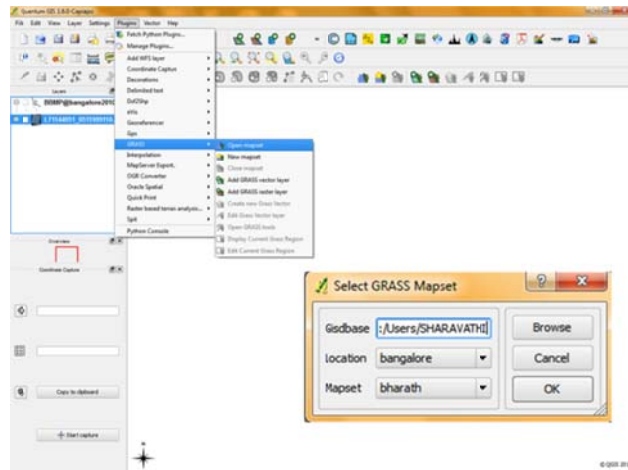 Quantum GIS 1.8.0
File Edit View Layer Settings Plugins Vector Help
Fetch Python Plugins...
Manage Plugins...
Add WFS layer
Coordinate Capture
Decorations
Delimited text
Dxf2Shp
eVis
Georeferencer
Gps
GRASS
Interpolation
MapServer Export..
OGR Converter
Oracle Spatial
Quick Print
Raster based terrain analysis...
Spit
Python Console
Open mapset
New mapset
Close mapset
Add GRASS vector layer
Add GRASS raster layer
Create new Grass Vector
Edit Grass Vector layer
Open GRASS tools
Display Current Grass Region
Edit Current Grass Region
Layers
Overview
Coordinate Capture
Copy to clipboard
Start capture
Select GRASS Mapset
Gisdbase :/Users/SHARAVATHI Browse
location bangalore Cancel
Mapset bharath OK